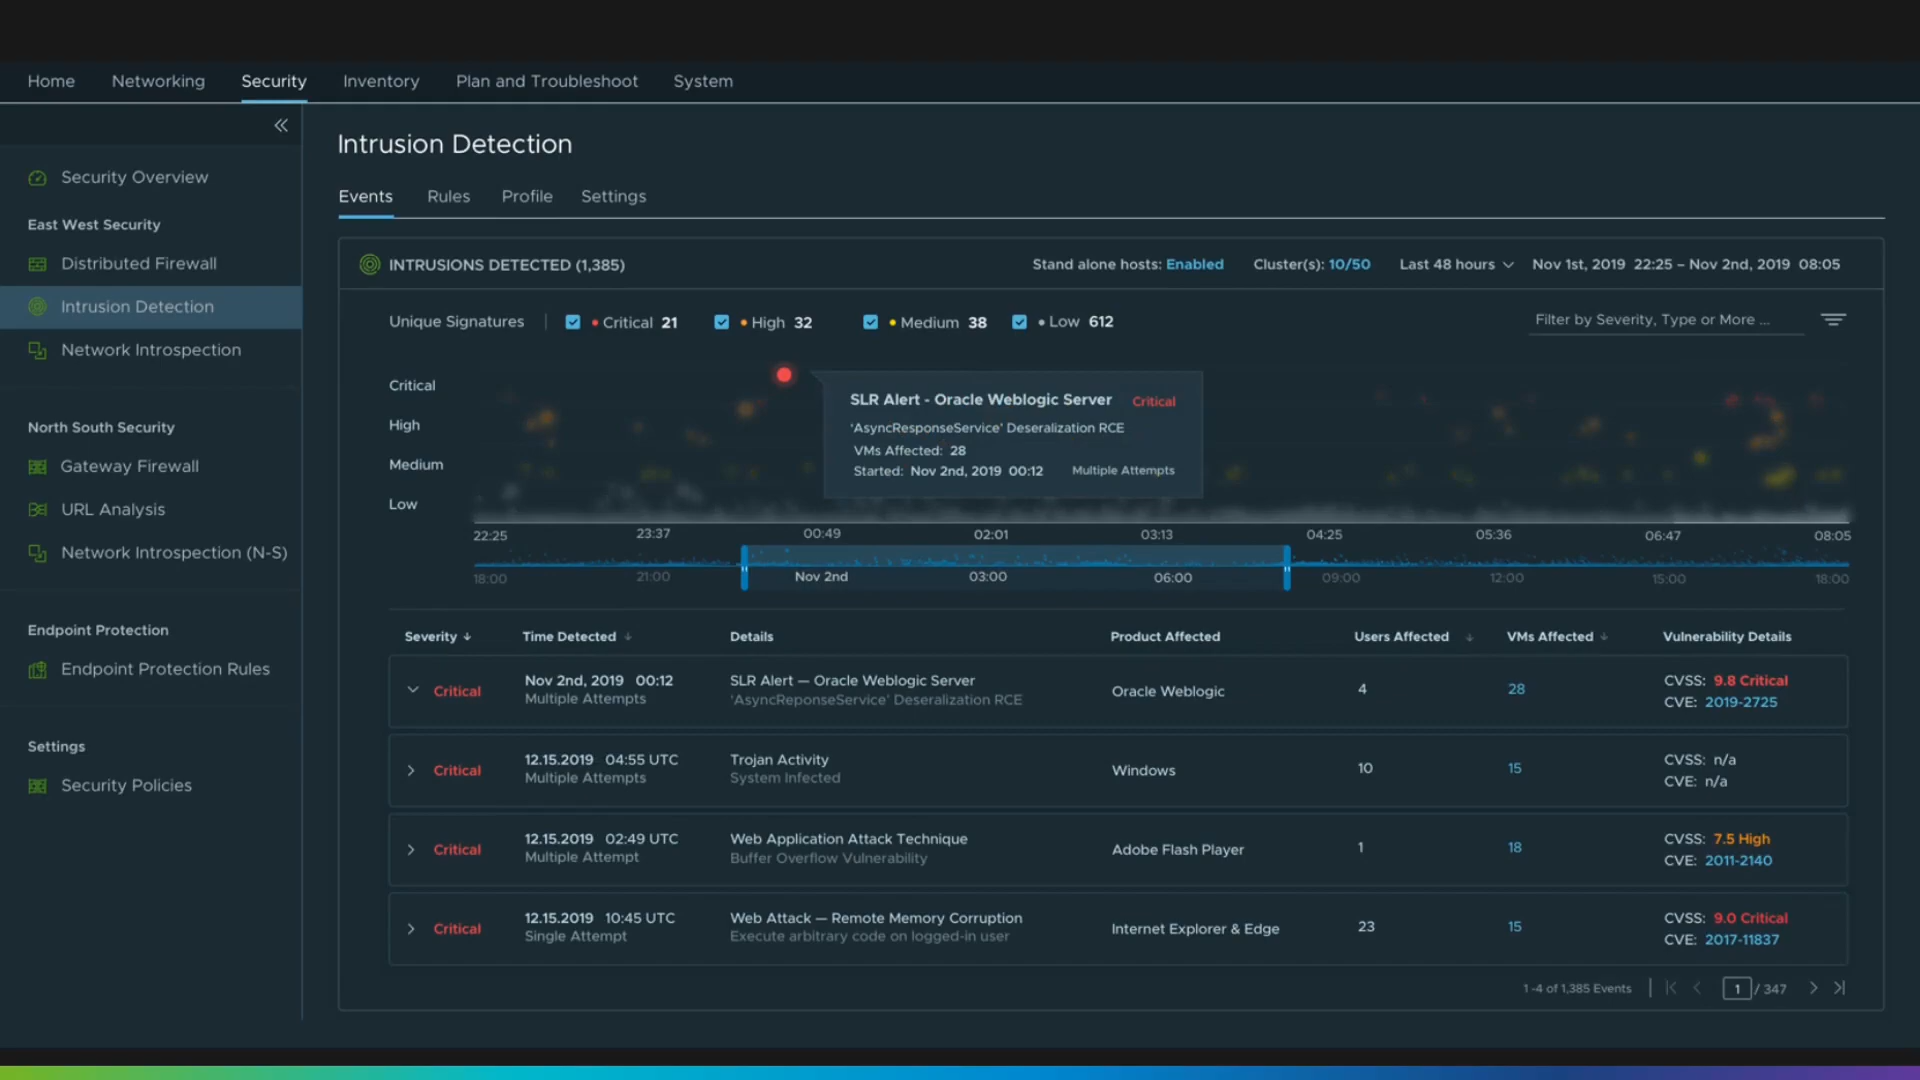 Home Networking Security Inventory Plan and Troubleshoot System
Security Overview
East West Security
Distributed Firewall
Intrusion Detection
Network Introspection
North South Security
Gateway Firewall
URL Analysis
Network Introspection (N-S)
Endpoint Protection
Endpoint Protection Rules
Settings
Security Policies
Intrusion Detection
Events Rules Profile Settings
INTRUSIONS DETECTED (1,385) Stand alone hosts: Enabled Cluster(s): 10/50 Last 48 hours Nov 1st, 2019 22:25 – Nov 2nd, 2019 08:05
Unique Signatures Critical 21 High 32 Medium 38 Low 612 Filter by Severity, Type or More ...
Critical
High
Medium
Low
SLR Alert - Oracle Weblogic Server Critical
‘AsyncResponseService’ Deseralization RCE
VMs Affected: 28
Started: Nov 2nd, 2019 00:12 Multiple Attempts
22:25 23:37 00:49 02:01 03:13 04:25 05:36 06:47 08:05
18:00 21:00 Nov 2nd 03:00 06:00 09:00 12:00 15:00 18:00
Severity Time Detected Details Product Affected Users Affected VMs Affected Vulnerability Details
Critical Nov 2nd, 2019 00:12 SLR Alert — Oracle Weblogic Server Oracle Weblogic 4 28 CVSS: 9.8 Critical
Multiple Attempts ‘AsyncReponseService’ Deseralization RCE CVE: 2019-2725
Critical 12.15.2019 04:55 UTC Trojan Activity Windows 10 15 CVSS: n/a
Multiple Attempts System Infected CVE: n/a
Critical 12.15.2019 02:49 UTC Web Application Attack Technique Adobe Flash Player 1 18 CVSS: 7.5 High
Multiple Attempt Buffer Overflow Vulnerability CVE: 2011-2140
Critical 12.15.2019 10:45 UTC Web Attack — Remote Memory Corruption Internet Explorer & Edge 23 15 CVSS: 9.0 Critical
Single Attempt Execute arbitrary code on logged-in user CVE: 2017-11837
1 -4 of 1,385 Events 1 / 347